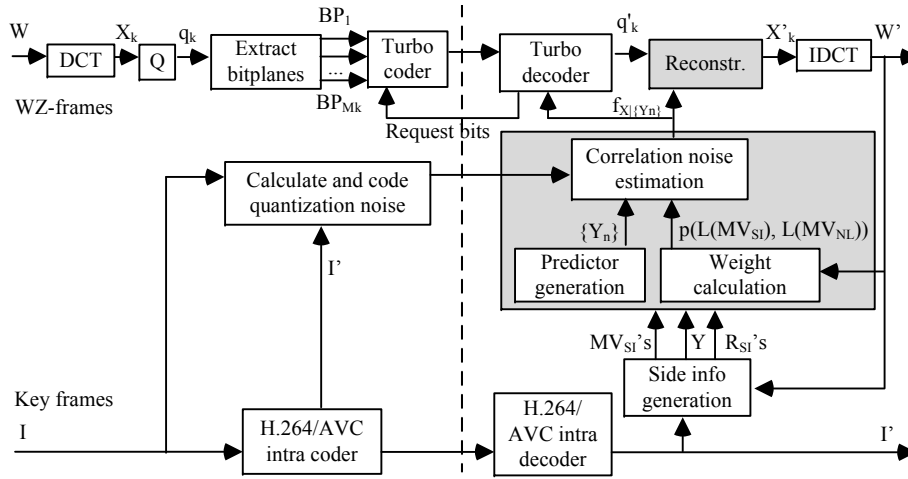 W
DCT
X_k
Q
q_k
Extract
bitplanes
BP_1
...
BP_Mk
Turbo
coder
Turbo
decoder
q'_k
Reconstr.
X'_k
IDCT
W'
WZ-frames
Request bits
f_X|{Yn}
Calculate and code
quantization noise
Correlation noise
estimation
{Y_n}
p(L(MV_SI), L(MV_NL))
Predictor
generation
Weight
calculation
I'
MV_SI's
Y
R_SI's
Side info
generation
Key frames
I
H.264/AVC
intra coder
H.264/
AVC intra
decoder
I'